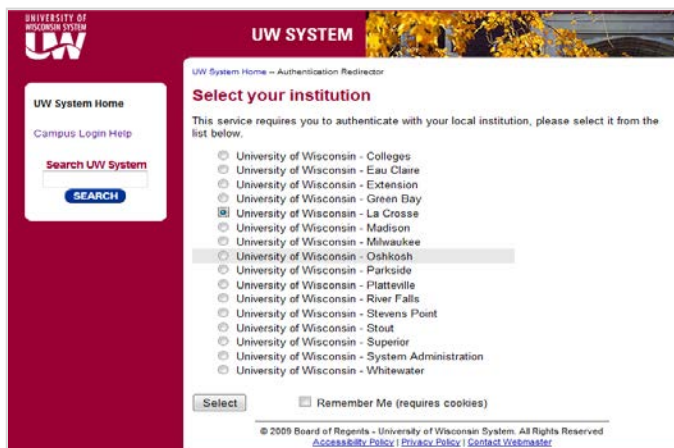 UNIVERSITY OF
WISCONSIN SYSTEM
UW
UW SYSTEM
UW System Home
Campus Login Help
Search UW System
SEARCH
UW System Home – Authentication Redirector
Select your institution
This service requires you to authenticate with your local institution, please select it from the
list below.
University of Wisconsin - Colleges
University of Wisconsin - Eau Claire
University of Wisconsin - Extension
University of Wisconsin - Green Bay
University of Wisconsin - La Crosse
University of Wisconsin - Madison
University of Wisconsin - Milwaukee
University of Wisconsin - Oshkosh
University of Wisconsin - Parkside
University of Wisconsin - Platteville
University of Wisconsin - River Falls
University of Wisconsin - Stevens Point
University of Wisconsin - Stout
University of Wisconsin - Superior
University of Wisconsin - System Administration
University of Wisconsin - Whitewater
Select
Remember Me (requires cookies)
© 2009 Board of Regents - University of Wisconsin System. All Rights Reserved
Accessibility Policy | Privacy Policy | Contact Webmaster